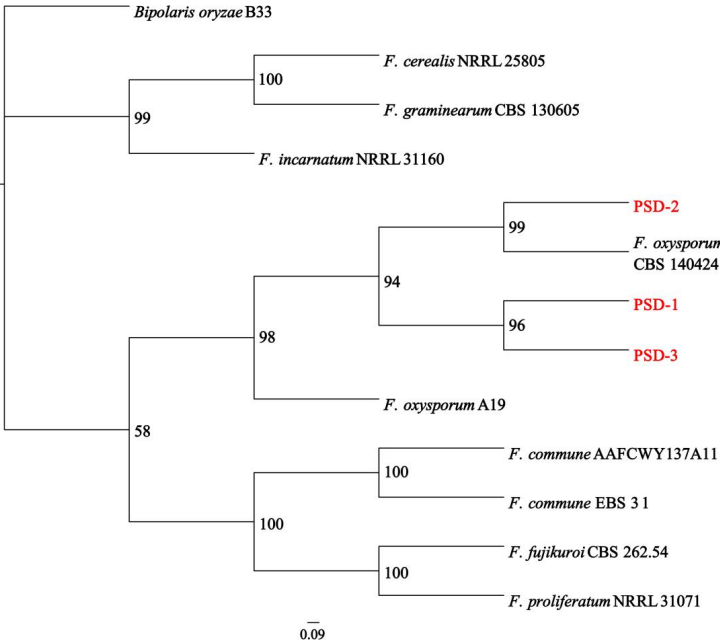 Bipolaris oryzae B33
F. cerealis NRRL 25805
100
F. graminearum CBS 130605
99
F. incarnatum NRRL 31160
PSD-2
99
F. oxysporum
CBS 140424
94
PSD-1
96
98
PSD-3
F. oxysporum A19
58
F. commune AAFCWY137A11
100
F. commune EBS 31
100
F. fujikuroi CBS 262.54
100
F. proliferatum NRRL 31071
0.09